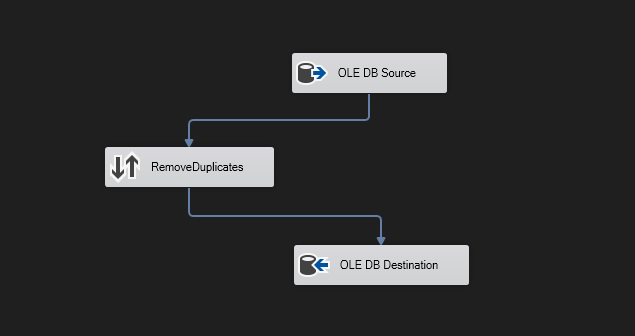 OLE DB Source
RemoveDuplicates
OLE DB Destination